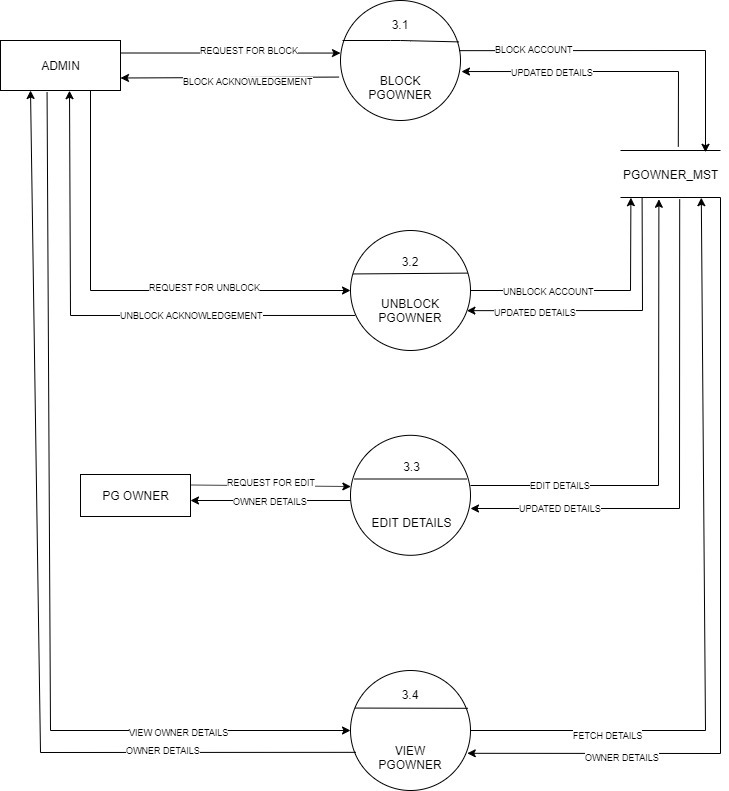 3.1
REQUEST FOR BLOCK
BLOCK ACCOUNT
ADMIN
UPDATED DETAILS
BLOCK ACKNOWLEDGEMENT
BLOCK
PGOWNER
PGOWNER_MST
3.2
REQUEST FOR UNBLOCK
UNBLOCK ACCOUNT
UNBLOCK
PGOWNER
UNBLOCK ACKNOWLEDGEMENT
UPDATED DETAILS
3.3
REQUEST FOR EDIT
EDIT DETAILS
PG OWNER
OWNER DETAILS
UPDATED DETAILS
EDIT DETAILS
3.4
VIEW OWNER DETAILS
FETCH DETAILS
VIEW
PGOWNER
OWNER DETAILS
OWNER DETAILS